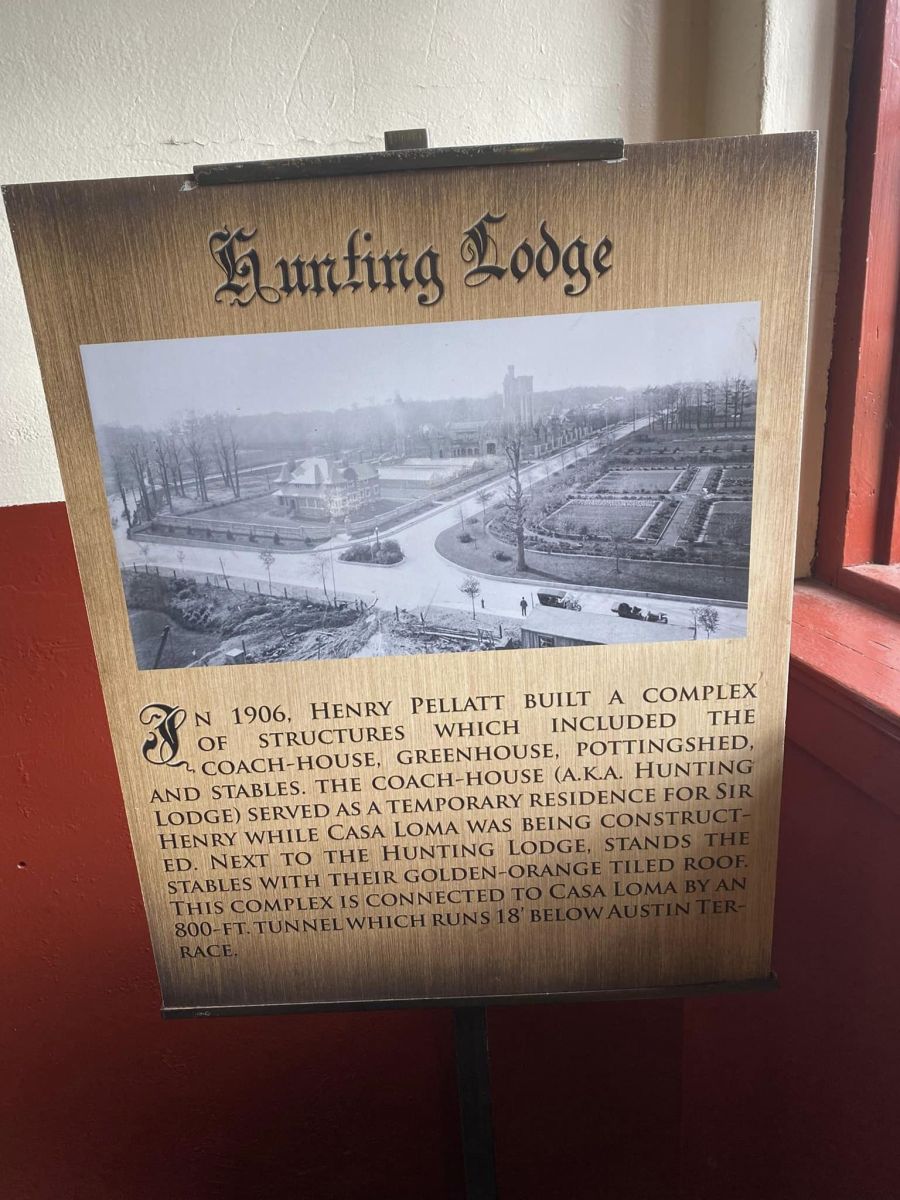 Hunting Lodge
IN 1906, HENRY PELLATT BUILT A COMPLEX
OF STRUCTURES WHICH INCLUDED THE
COACH-HOUSE, GREENHOUSE, POTTINGSHED,
AND STABLES. THE COACH-HOUSE (A.K.A. HUNTING
LODGE) SERVED AS A TEMPORARY RESIDENCE FOR SIR
HENRY WHILE CASA LOMA WAS BEING CONSTRUCT-
ED. NEXT TO THE HUNTING LODGE, STANDS THE
STABLES WITH THEIR GOLDEN-ORANGE TILED ROOF.
THIS COMPLEX IS CONNECTED TO CASA LOMA BY AN
800-FT. TUNNEL WHICH RUNS 18' BELOW AUSTIN TER-
RACE.